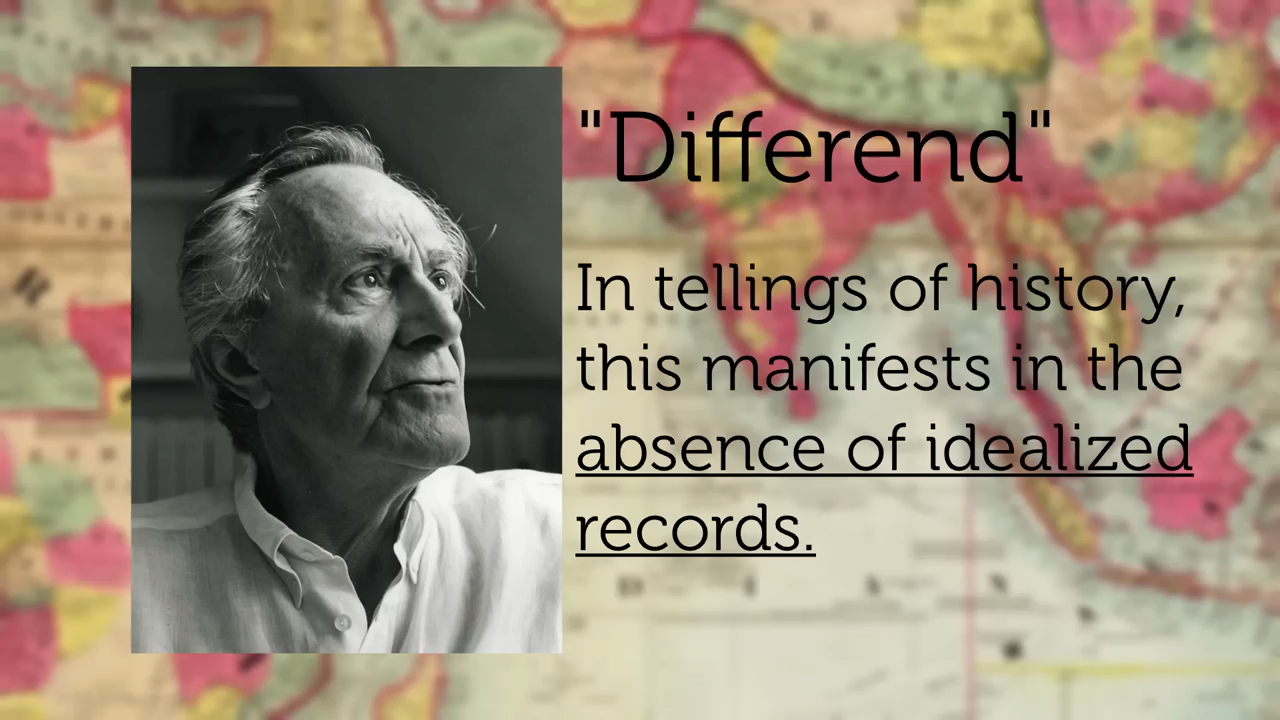 "Differend"
In tellings of history,
this manifests in the
absence of idealized
records.